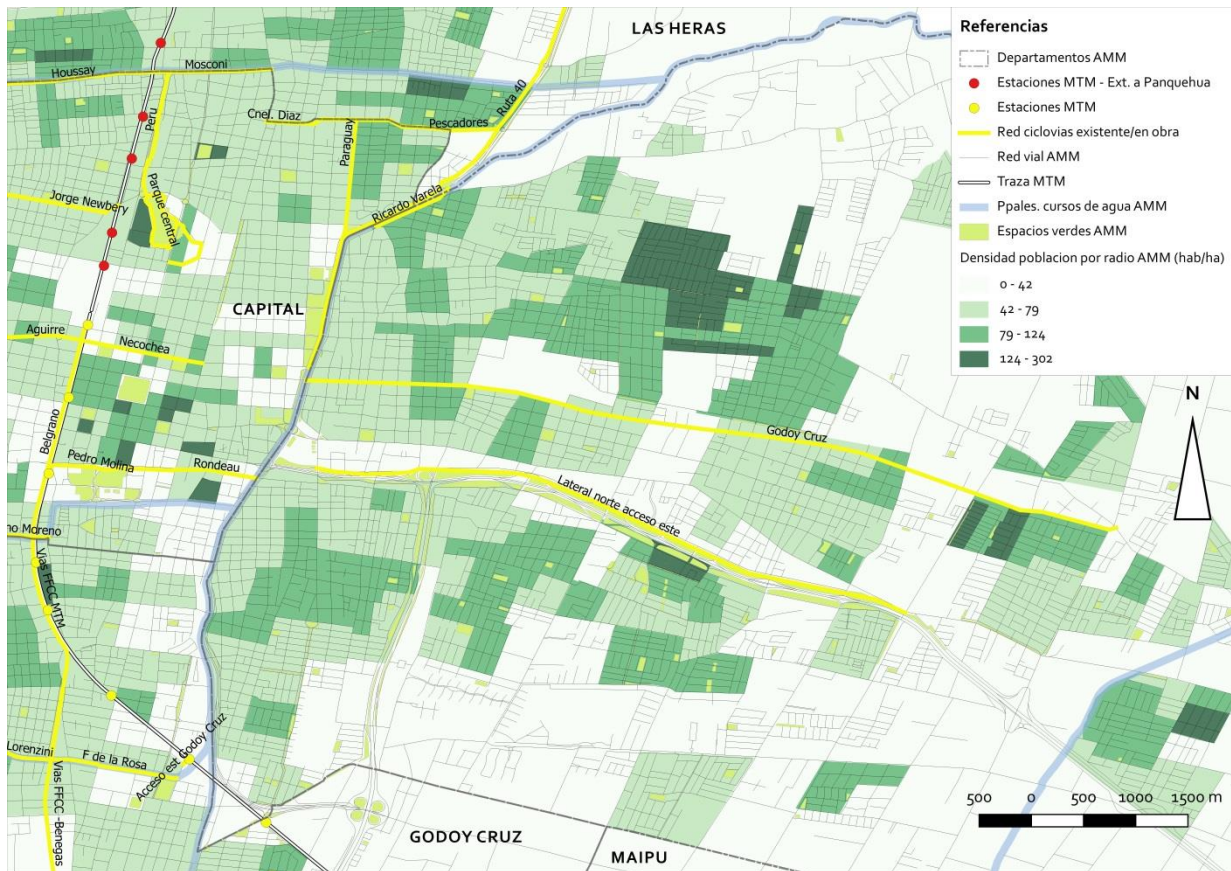 LAS HERAS
Referencias
Departamentos AMM
Estaciones MTM - Ext. a Panquehua
Estaciones MTM
Red ciclovias existente/en obra
Red vial AMM
Traza MTM
Ppales. cursos de agua AMM
Espacios verdes AMM
Densidad poblacion por radio AMM (hab/ha)
0 - 42
42 - 79
79 - 124
124 - 302
N
Houssay
Mosconi
Peru
Cnel. Diaz
Paraguay
Pescadores
Ruta 40
Jorge Newbery
Parque central
Ricardo Varela
CAPITAL
Aguirre
Necochea
Belgrano
Godoy Cruz
Pedro Molina
Rondeau
Lateral norte acceso este
no Moreno
Vias FFCC MTM
Lorenzini
F de la Rosa
Acceso est Godoy Cruz
Vias FFCC -Benegas
GODOY CRUZ
MAIPU
500 0 500 1000 1500 m